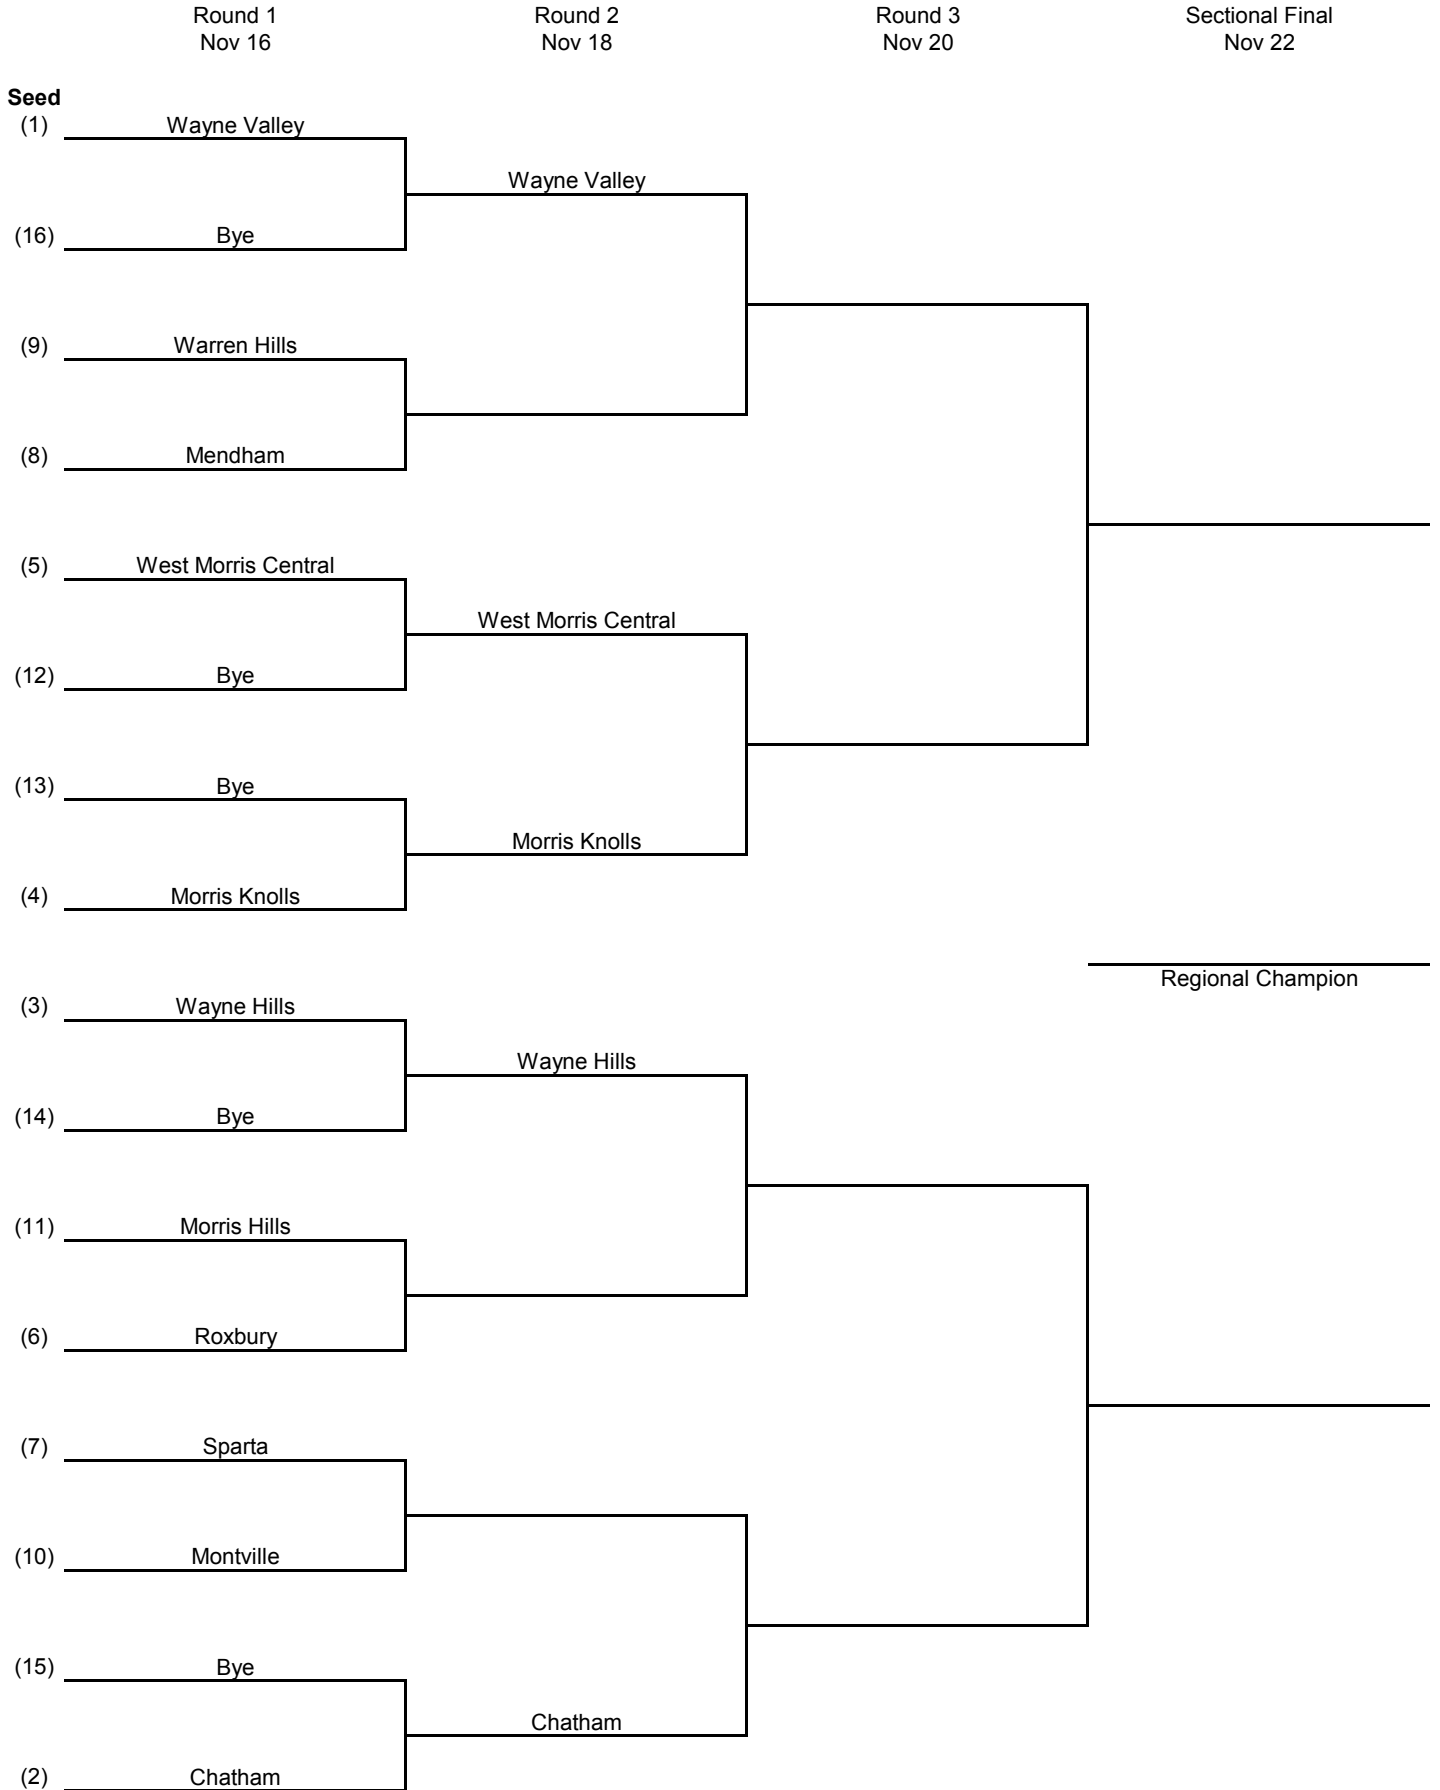 Round 1 Round 2 Round 3 Sectional Final
Nov 16 Nov 18 Nov 20 Nov 22
Seed
(1) Wayne Valley
Wayne Valley
(16) Bye
(9) Warren Hills
(8) Mendham
(5) West Morris Central
West Morris Central
(12) Bye
(13) Bye
Morris Knolls
(4) Morris Knolls
Regional Champion
(3) Wayne Hills
Wayne Hills
(14) Bye
(11) Morris Hills
(6) Roxbury
(7) Sparta
(10) Montville
(15) Bye
Chatham
(2) Chatham